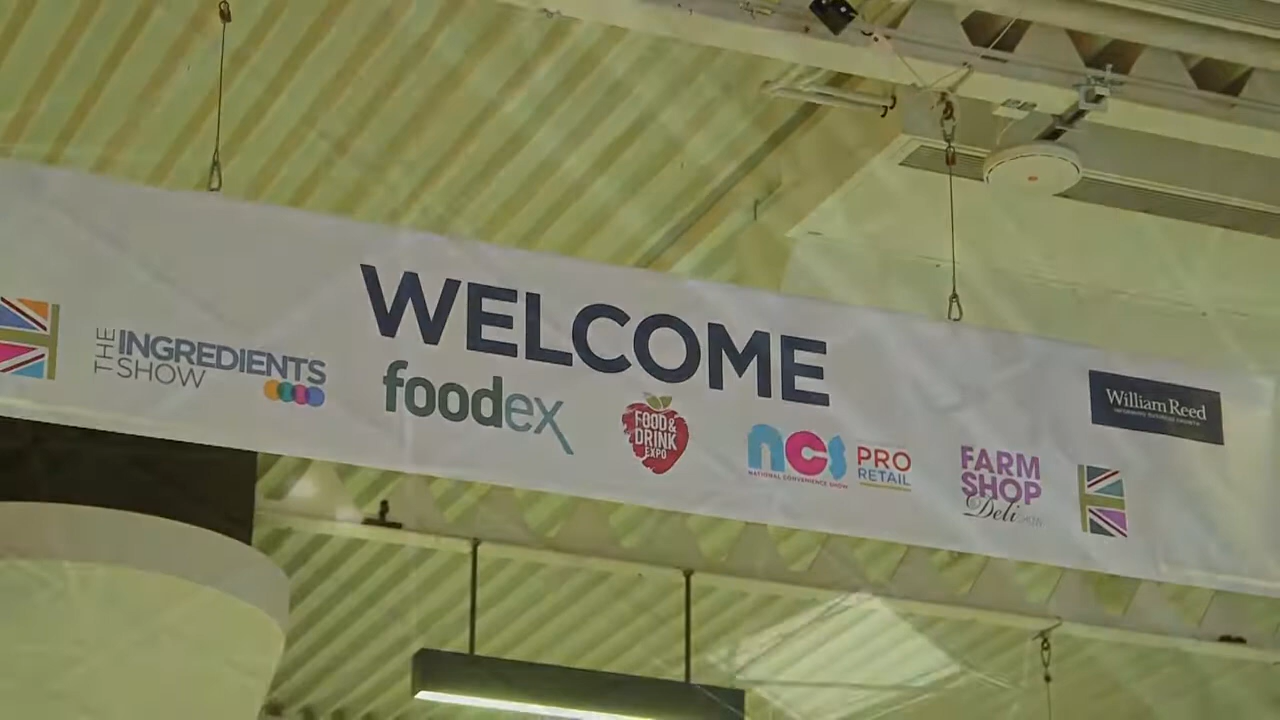 WELCOME
THE INGREDIENTS
SHOW
foodex
FOOD &
DRINK
EXPO
ncs
NATIONAL CONVENIENCE SHOW
PRO
RETAIL
FARM
SHOP
Deli
William Reed